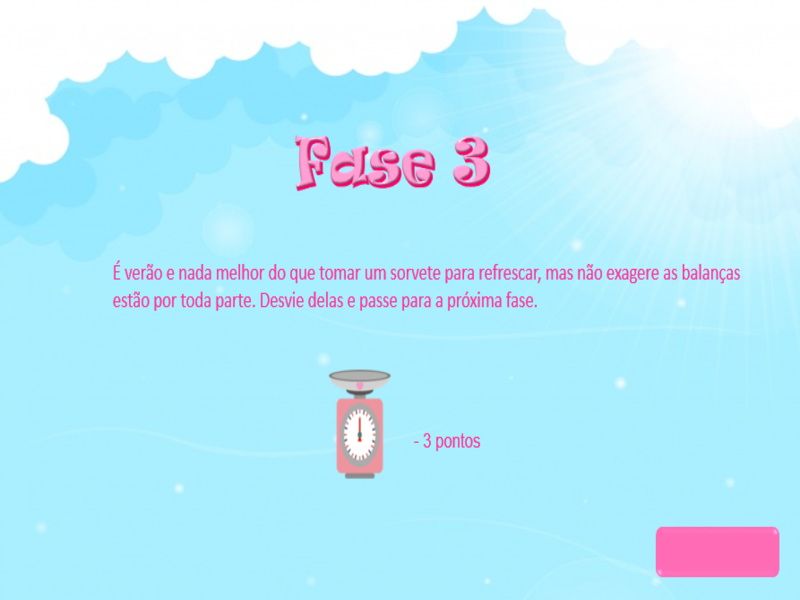 Fase 3
É verão e nada melhor do que tomar um sorvete para refrescar, mas não exagere as balanças
estão por toda parte. Desvie delas e passe para a próxima fase.
- 3 pontos